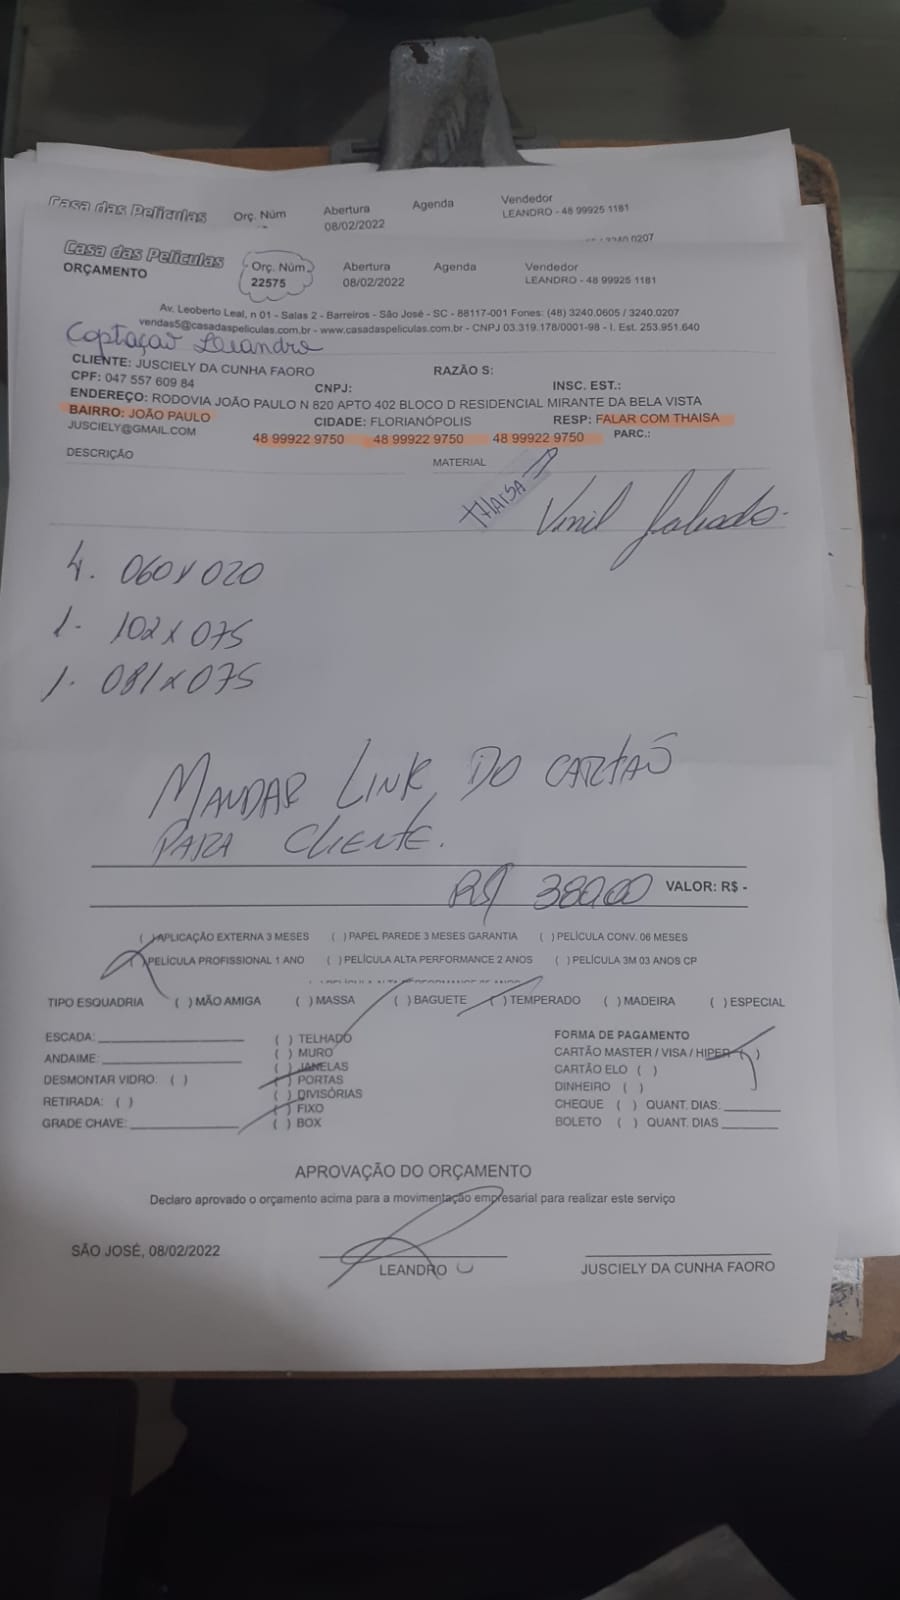 Casa das Películas Orç. Núm Abertura Agenda Vendedor
08/02/2022 LEANDRO - 48 99925 1181
3240.0207
Casa das Películas Orç. Núm Abertura Agenda Vendedor
ORÇAMENTO 22575 08/02/2022 LEANDRO - 48 99925 1181
Av. Leoberto Leal, n 01 - Salas 2 - Barreiros - São José - SC - 88117-001 Fones: (48) 3240.0605 / 3240.0207
vendas5@casadaspeliculas.com.br - www.casadaspeliculas.com.br - CNPJ 03.319.178/0001-98 - I. Est. 253.951.640
Captaçao Leandro
CLIENTE: JUSCIELY DA CUNHA FAORO RAZÃO S:
CPF: 047 557 609 84 CNPJ: INSC. EST.:
ENDEREÇO: RODOVIA JOÃO PAULO N 820 APTO 402 BLOCO D RESIDENCIAL MIRANTE DA BELA VISTA
BAIRRO: JOÃO PAULO CIDADE: FLORIANÓPOLIS RESP: FALAR COM THAISA
JUSCIELY@GMAIL.COM 48 99922 9750 48 99922 9750 48 99922 9750 PARC.:
DESCRIÇÃO MATERIAL
THAISA
Vinil Jateado.
4. 060 x 020
1. 102 x 075
1. 081 x 075
MANDAR LINK DO CARTAÕ
PARA CLIENTE.
R$ 380,00 VALOR: R$ -
( ) APLICAÇÃO EXTERNA 3 MESES ( ) PAPEL PAREDE 3 MESES GARANTIA ( ) PELÍCULA CONV. 06 MESES
( ) PELÍCULA PROFISSIONAL 1 ANO ( ) PELÍCULA ALTA PERFORMANCE 2 ANOS ( ) PELÍCULA 3M 03 ANOS CP
TIPO ESQUADRIA ( ) MÃO AMIGA ( ) MASSA ( ) BAGUETE ( ) TEMPERADO ( ) MADEIRA ( ) ESPECIAL
ESCADA: ( ) TELHADO FORMA DE PAGAMENTO
ANDAIME: ( ) MURO CARTÃO MASTER / VISA / HIPER ( )
( ) JANELAS CARTÃO ELO ( )
DESMONTAR VIDRO: ( ) ( ) PORTAS DINHEIRO ( )
RETIRADA: ( ) ( ) DIVISÓRIAS CHEQUE ( ) QUANT. DIAS:
( ) FIXO
GRADE CHAVE: ( ) BOX BOLETO ( ) QUANT. DIAS
APROVAÇÃO DO ORÇAMENTO
Declaro aprovado o orçamento acima para a movimentação empresarial para realizar este serviço
SÃO JOSÉ, 08/02/2022
LEANDRO JUSCIELY DA CUNHA FAORO